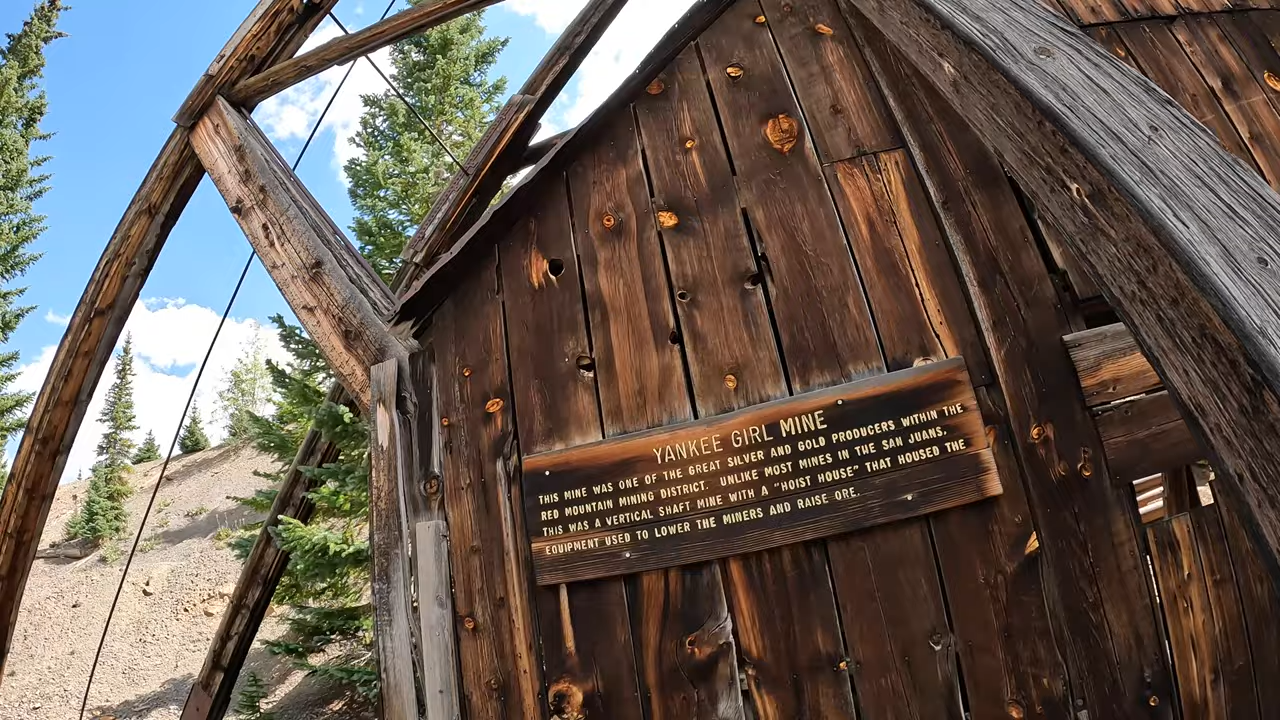 YANKEE GIRL MINE
THIS MINE WAS ONE OF THE GREAT SILVER AND GOLD PRODUCERS WITHIN THE
RED MOUNTAIN MINING DISTRICT. UNLIKE MOST MINES IN THE SAN JUANS,
THIS WAS A VERTICAL SHAFT MINE WITH A "HOIST HOUSE" THAT HOUSED THE
EQUIPMENT USED TO LOWER THE MINERS AND RAISE ORE.